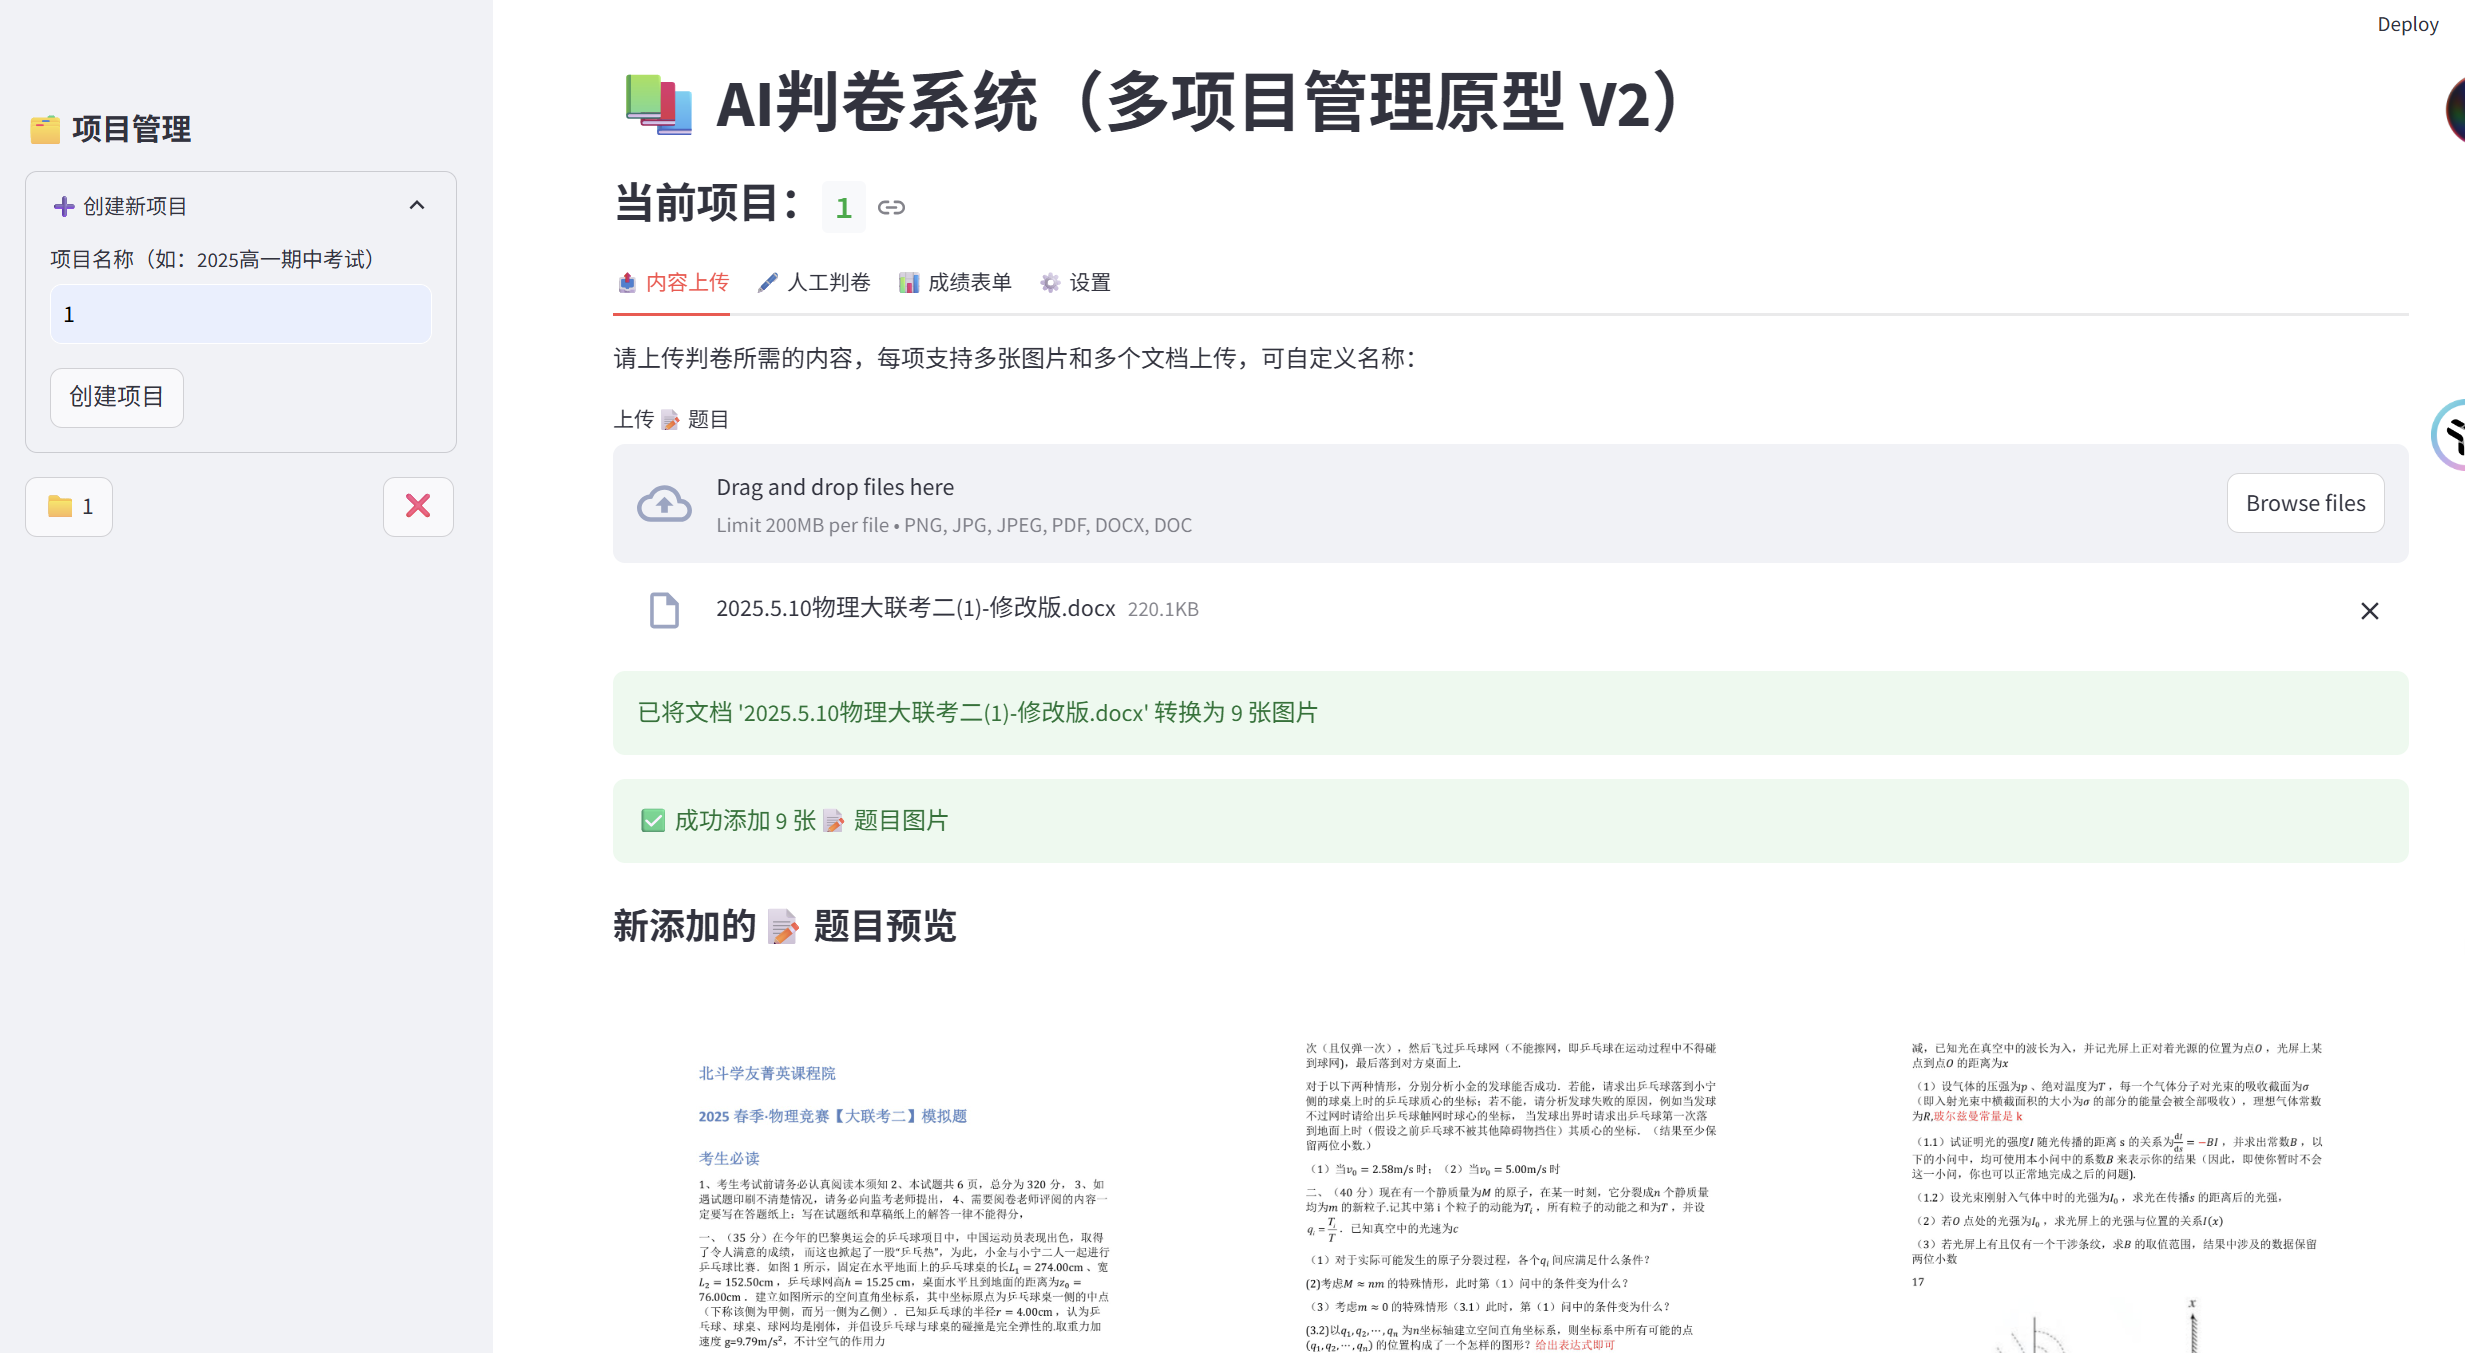 Deploy
项目管理
创建新项目
项目名称（如：2025高一期中考试）
1
创建项目
1
AI判卷系统（多项目管理原型 V2）
当前项目： 1
内容上传 人工判卷 成绩表单 设置
请上传判卷所需的内容，每项支持多张图片和多个文档上传，可自定义名称：
上传 题目
Drag and drop files here
Limit 200MB per file • PNG, JPG, JPEG, PDF, DOCX, DOC
Browse files
2025.5.10物理大联考二(1)-修改版.docx 220.1KB
已将文档 '2025.5.10物理大联考二(1)-修改版.docx' 转换为 9 张图片
成功添加 9 张 题目图片
新添加的 题目预览
北斗学友菁英课程院
2025 春季·物理竞赛【大联考二】模拟题
考生必读
1、考生考试前请务必认真阅读本须知 2、本试题共 6 页，总分为 320 分， 3、如
遇试题印刷不清楚情况，请务必向监考老师提出， 4、需要阅卷老师评阅的内容一
定要写在答题纸上；写在试题纸和草稿纸上的解答一律不能得分，
一、（35 分）在今年的巴黎奥运会的乒乓球项目中，中国运动员表现出色，取得
了令人满意的成绩， 而这也掀起了一股“乒乓热”，为此，小金与小宁二人一起进行
乒乓球比赛．如图 1 所示，固定在水平地面上的乒乓球桌的长L₁ = 274.00cm 、宽
L₂ = 152.50cm ，乒乓球网高h = 15.25 cm，桌面水平且到地面的距离为z₀ =
76.00cm ．建立如图所示的空间直角坐标系，其中坐标原点为乒乓球桌一侧的中点
（下称该侧为甲侧，而另一侧为乙侧）．已知乒乓球的半径r = 4.00cm ，认为乒
乓球、球桌、球网均是刚体，并但设乒乓球与球桌的碰撞是完全弹性的.取重力加
速度 g=9.79m/s²，不计空气的作用力
次（且仅弹一次），然后飞过乒乓球网（不能擦网，即乒乓球在运动过程中不得碰
到球网)，最后落到对方桌面上.
对于以下两种情形，分别分析小金的发球能否成功．若能，请求出乒乓球落到小宁
侧的球桌上时的乒乓球质心的坐标；若不能，请分析发球失败的原因，例如当发球
不过网时请给出乒乓球触网时球心的坐标， 当发球出界时请求出乒乓球第一次落
到地面上时（假设之前乒乓球不被其他障碍物挡住）其质心的坐标．（结果至少保
留两位小数.）
（1）当v₀ = 2.58m/s 时； （2）当v₀ = 5.00m/s 时
二、（40 分）现在有一个静质量为M 的原子，在某一时刻，它分裂成n 个静质量
均为m 的新粒子.记其中第 i 个粒子的动能为Tᵢ ，所有粒子的动能之和为T ，并设
qᵢ = Tᵢ/T ．已知真空中的光速为c
（1）对于实际可能发生的原子分裂过程，各个qᵢ 间应满足什么条件？
(2)考虑M ≈ nm 的特殊情形，此时第（1）问中的条件变为什么？
（3）考虑m ≈ 0 的特殊情形（3.1）此时，第（1）问中的条件变为什么？
(3.2)以q₁, q₂, ⋯ , qₙ 为n坐标轴建立空间直角坐标系，则坐标系中所有可能的点
(q₁, q₂, ⋯ , qₙ) 的位置构成了一个怎样的图形？给出表达式即可
减，已知光在真空中的波长为入，并记光屏上正对着光源的位置为点O ，光屏上某
点到点O 的距离为x
（1）设气体的压强为p 、绝对温度为T ，每一个气体分子对光束的吸收截面为σ
（即入射光束中横截面积的大小为σ 的部分的能量会被全部吸收），理想气体常数
为R,玻尔兹曼常量是 k
（1.1）试证明光的强度I 随光传播的距离 s 的关系为dI/ds = −BI ，并求出常数B ，以
下的小问中，均可使用本小问中的系数B 来表示你的结果（因此，即使你暂时不会
这一小问，你也可以正常地完成之后的问题).
（1.2）设光束刚射入气体中时的光强为I₀ ，求光在传播s 的距离后的光强，
（2）若O 点处的光强为I₀ ，求光屏上的光强与位置的关系I(x)
（3）若光屏上有且仅有一个干涉条纹，求B 的取值范围，结果中涉及的数据保留
两位小数
17
x